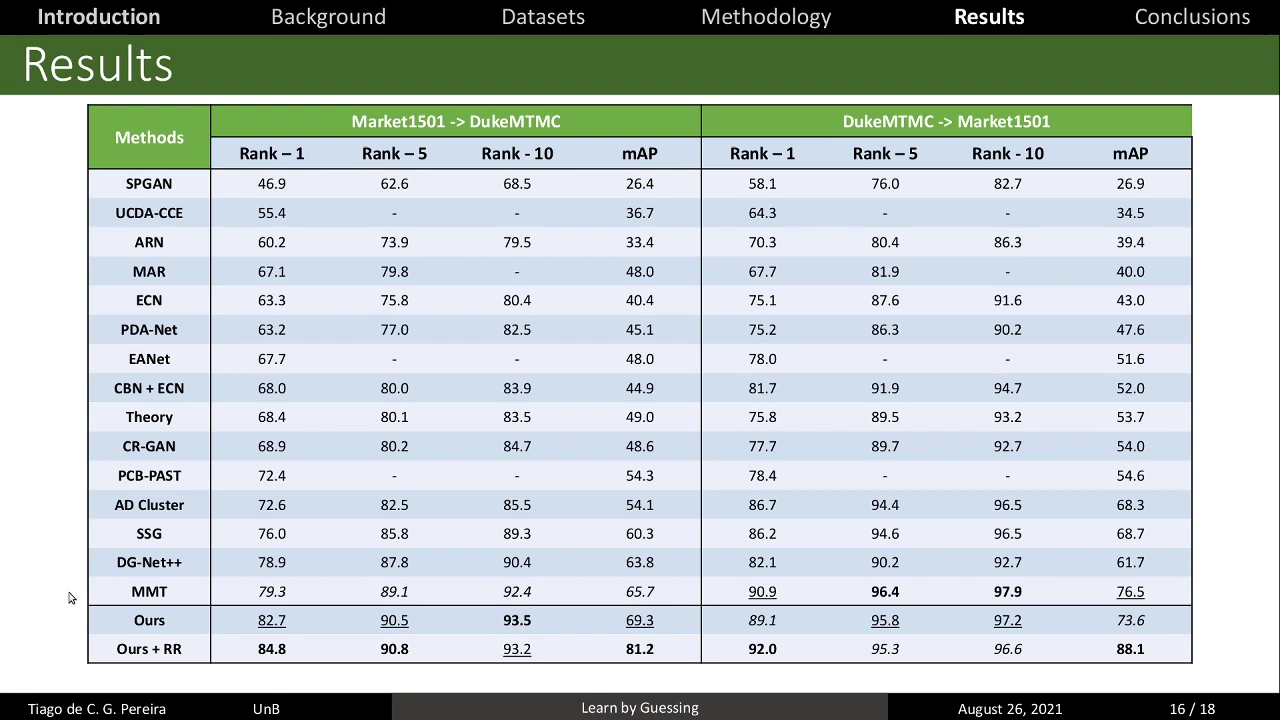 Introduction Background Datasets Methodology Results Conclusions
Results
Methods Market1501 -> DukeMTMC DukeMTMC -> Market1501
Rank – 1 Rank – 5 Rank - 10 mAP Rank – 1 Rank – 5 Rank - 10 mAP
SPGAN 46.9 62.6 68.5 26.4 58.1 76.0 82.7 26.9
UCDA-CCE 55.4 - - 36.7 64.3 - - 34.5
ARN 60.2 73.9 79.5 33.4 70.3 80.4 86.3 39.4
MAR 67.1 79.8 - 48.0 67.7 81.9 - 40.0
ECN 63.3 75.8 80.4 40.4 75.1 87.6 91.6 43.0
PDA-Net 63.2 77.0 82.5 45.1 75.2 86.3 90.2 47.6
EANet 67.7 - - 48.0 78.0 - - 51.6
CBN + ECN 68.0 80.0 83.9 44.9 81.7 91.9 94.7 52.0
Theory 68.4 80.1 83.5 49.0 75.8 89.5 93.2 53.7
CR-GAN 68.9 80.2 84.7 48.6 77.7 89.7 92.7 54.0
PCB-PAST 72.4 - - 54.3 78.4 - - 54.6
AD Cluster 72.6 82.5 85.5 54.1 86.7 94.4 96.5 68.3
SSG 76.0 85.8 89.3 60.3 86.2 94.6 96.5 68.7
DG-Net++ 78.9 87.8 90.4 63.8 82.1 90.2 92.7 61.7
MMT 79.3 89.1 92.4 65.7 90.9 96.4 97.9 76.5
Ours 82.7 90.5 93.5 69.3 89.1 95.8 97.2 73.6
Ours + RR 84.8 90.8 93.2 81.2 92.0 95.3 96.6 88.1
Tiago de C. G. Pereira UnB Learn by Guessing August 26, 2021 16 / 18